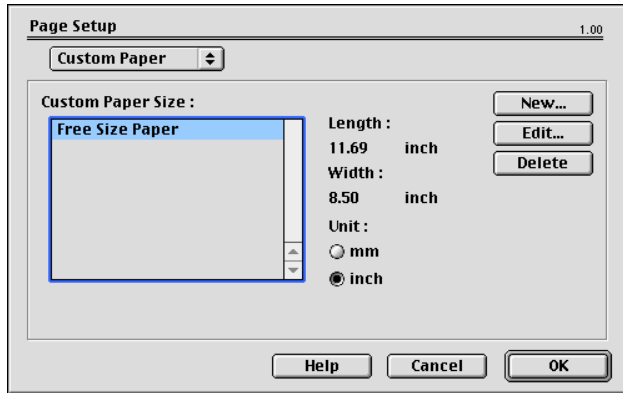 Page Setup
1.00
Custom Paper
Custom Paper Size :
Free Size Paper
Length :
11.69 inch
Width :
8.50 inch
Unit :
mm
inch
New...
Edit...
Delete
Help Cancel OK